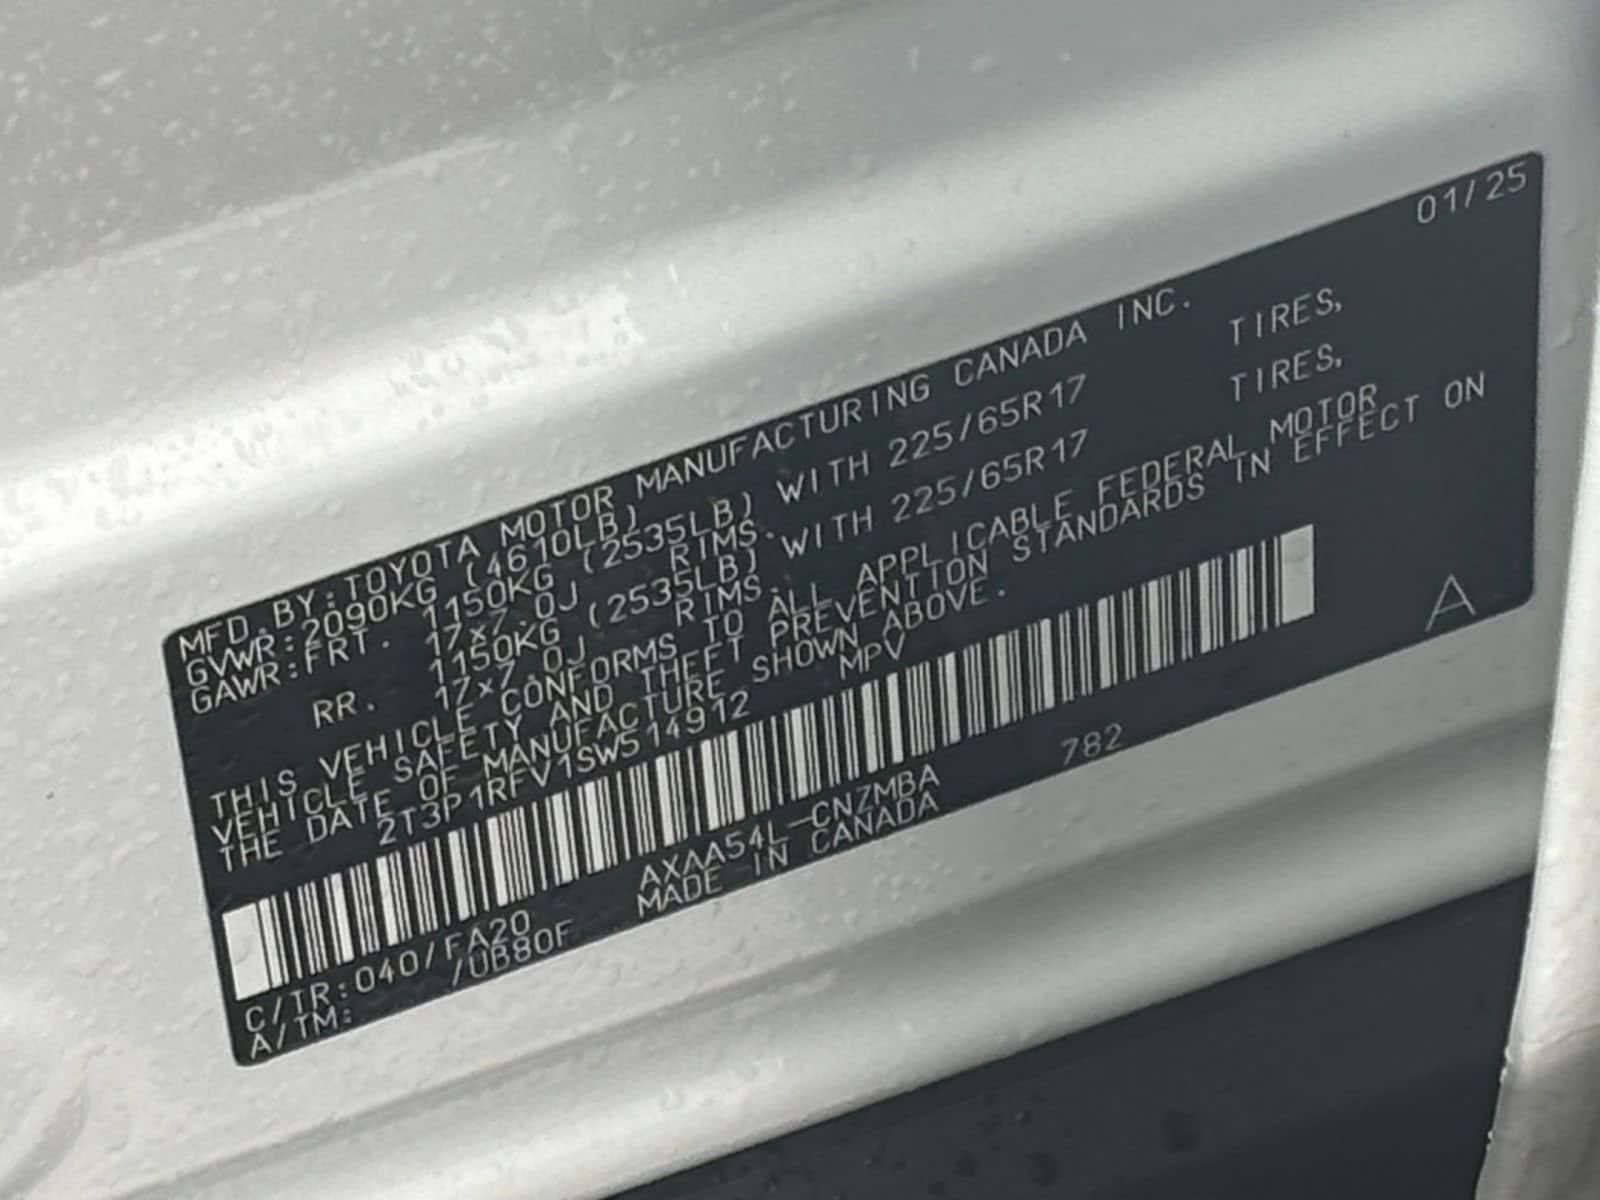 01/25
MFD.BY:TOYOTA MOTOR MANUFACTURING CANADA INC.
GVWR:2090KG (4610LB)
GAWR:FRT. 1150KG (2535LB) WITH 225/65R17 TIRES,
17x7.0J RIMS.
RR. 1150KG (2535LB) WITH 225/65R17 TIRES,
17x7.0J RIMS.
THIS VEHICLE CONFORMS TO ALL APPLICABLE FEDERAL MOTOR
VEHICLE SAFETY AND THEFT PREVENTION STANDARDS IN EFFECT ON
THE DATE OF MANUFACTURE SHOWN ABOVE.
2T3P1RFV1SW514912 MPV
C/TR:040/FA20 AXAA54L-CNZMBA 782
A/TM: /UB80F MADE IN CANADA
A